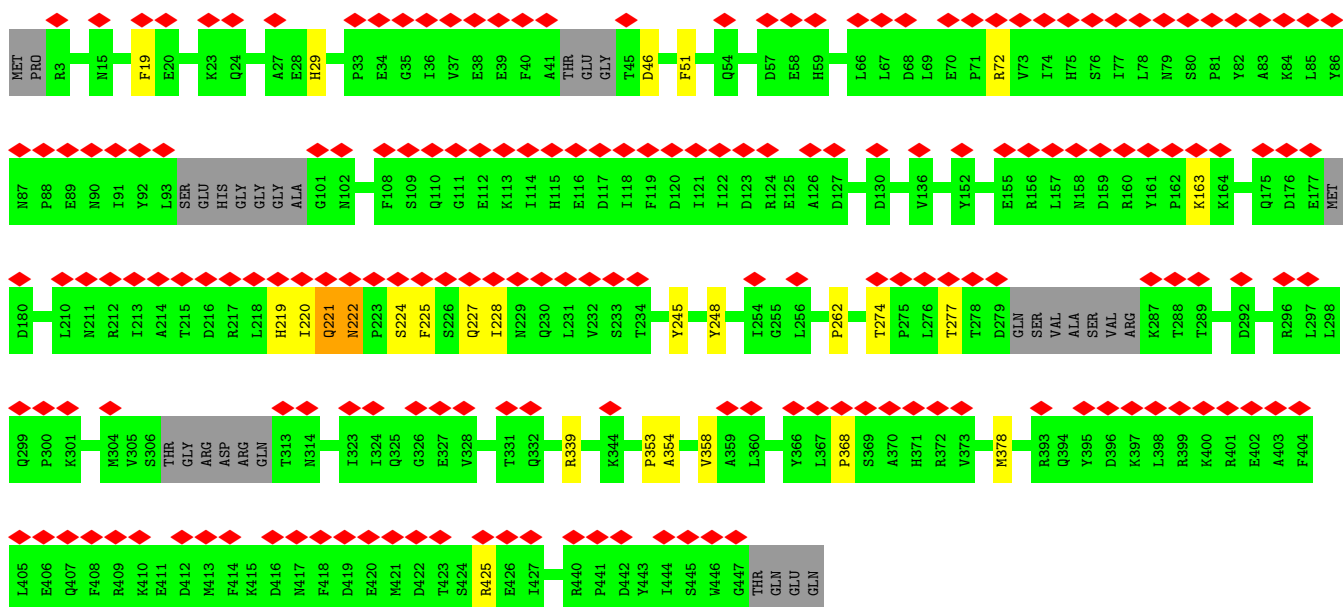 MET PRO R3 N15 F19 E20 K23 Q24 A27 E28 H29 P33 E34 G35 I36 V37 E38 E39 F40 A41 THR GLU GLY T45 D46 F51 Q54 D57 E58 H59 L66 L67 D68 L69 E70 P71 R72 V73 I74 H75 S76 I77 L78 N79 S80 P81 Y82 A83 K84 L85 Y86
N87 P88 E89 N90 I91 Y92 L93 SER GLU HIS GLY GLY GLY ALA G101 N102 F108 S109 Q110 G111 E112 K113 I114 H115 E116 D117 I118 F119 D120 I121 I122 D123 R124 E125 A126 D127 D130 V136 Y152 E155 R156 L157 N158 D159 R160 Y161 P162 K163 K164 Q175 D176 E177 MET
D180 L210 N211 R212 I213 A214 T215 D216 R217 L218 H219 I220 Q221 N222 P223 S224 F225 S226 Q227 I228 N229 Q230 L231 V232 S233 T234 Y245 Y248 I254 G255 L256 P262 T274 P275 L276 T277 T278 D279 GLN SER VAL ALA SER VAL ARG K287 T288 T289 D292 R296 L297 L298
Q299 P300 K301 M304 V305 S306 THR GLY ARG ASP ARG GLN T313 N314 I323 I324 Q325 G326 E327 V328 T331 Q332 R339 K344 P353 A354 V358 A359 L360 Y366 L367 P368 S369 A370 H371 R372 V373 M378 R393 Q394 Y395 D396 K397 L398 R399 K400 R401 E402 A403 F404
L405 E406 Q407 F408 R409 K410 E411 D412 M413 F414 K415 D416 N417 F418 D419 E420 M421 D422 T423 S424 R425 E426 I427 R440 P441 D442 Y443 I444 S445 W446 G447 THR GLN GLU GLN